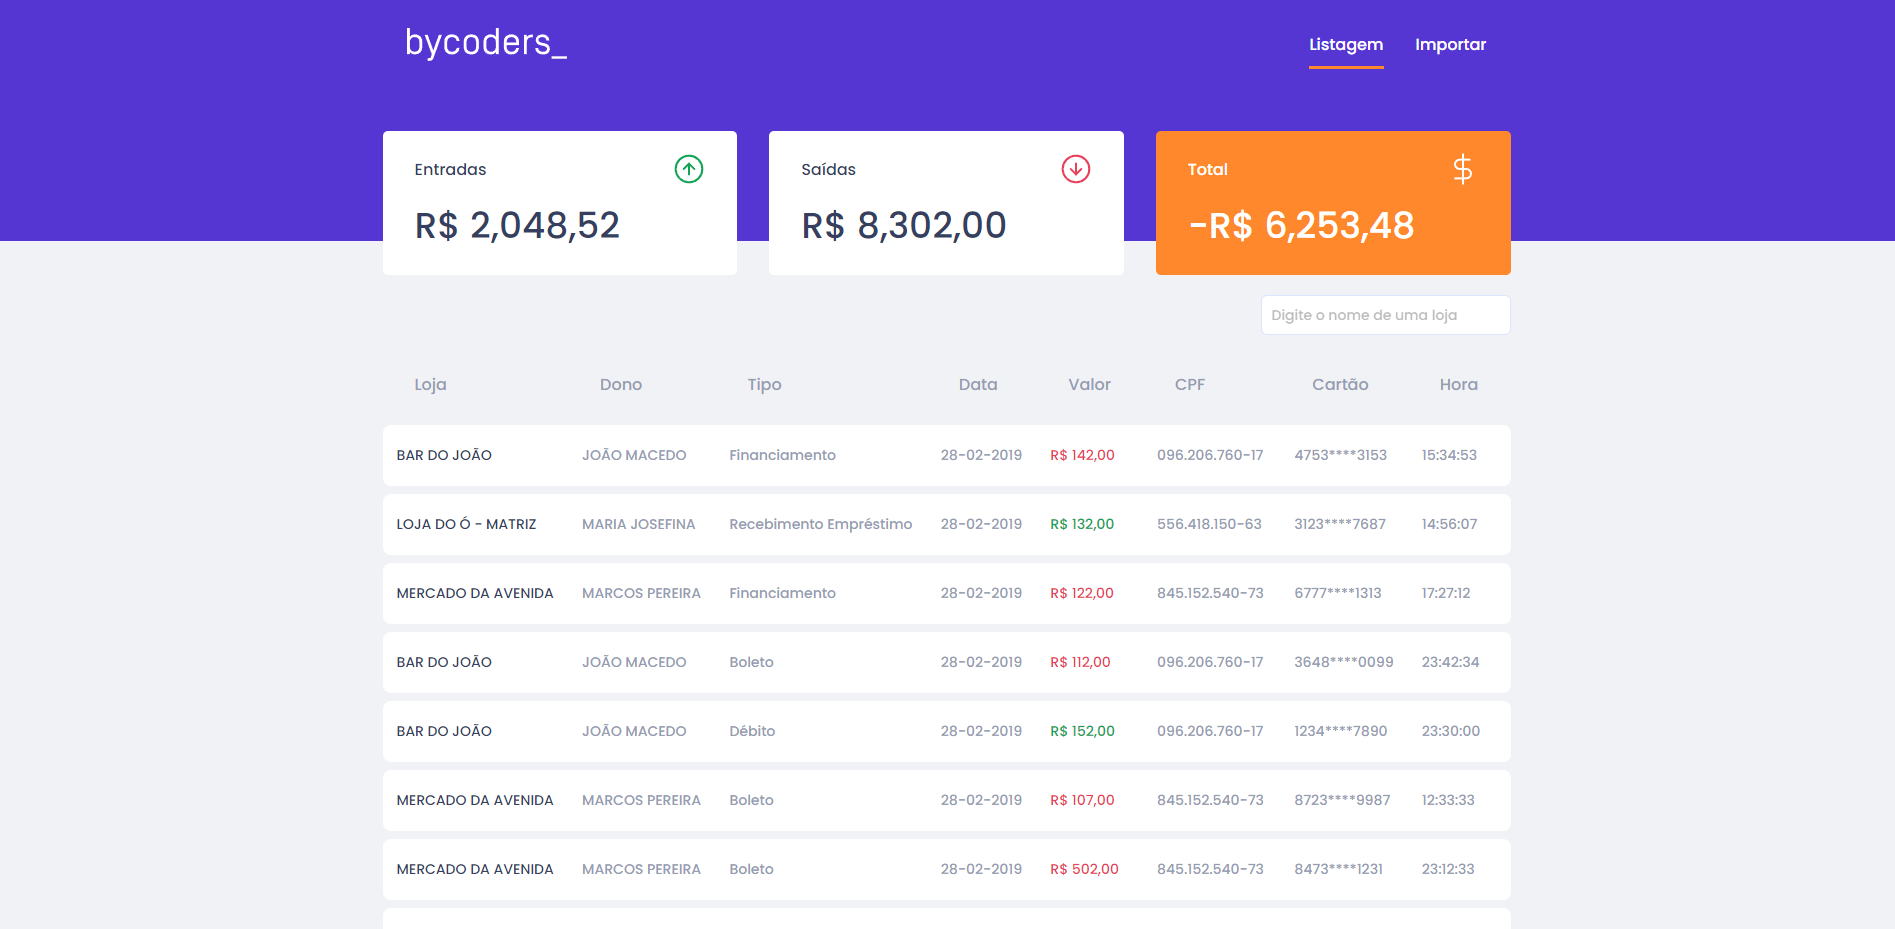 bycoders_
Listagem Importar
Entradas
R$ 2,048,52
Saídas
R$ 8,302,00
Total
-R$ 6,253,48
Digite o nome de uma loja
Loja Dono Tipo Data Valor CPF Cartão Hora
BAR DO JOÃO JOÃO MACEDO Financiamento 28-02-2019 R$ 142,00 096.206.760-17 4753****3153 15:34:53
LOJA DO Ó - MATRIZ MARIA JOSEFINA Recebimento Empréstimo 28-02-2019 R$ 132,00 556.418.150-63 3123****7687 14:56:07
MERCADO DA AVENIDA MARCOS PEREIRA Financiamento 28-02-2019 R$ 122,00 845.152.540-73 6777****1313 17:27:12
BAR DO JOÃO JOÃO MACEDO Boleto 28-02-2019 R$ 112,00 096.206.760-17 3648****0099 23:42:34
BAR DO JOÃO JOÃO MACEDO Débito 28-02-2019 R$ 152,00 096.206.760-17 1234****7890 23:30:00
MERCADO DA AVENIDA MARCOS PEREIRA Boleto 28-02-2019 R$ 107,00 845.152.540-73 8723****9987 12:33:33
MERCADO DA AVENIDA MARCOS PEREIRA Boleto 28-02-2019 R$ 502,00 845.152.540-73 8473****1231 23:12:33